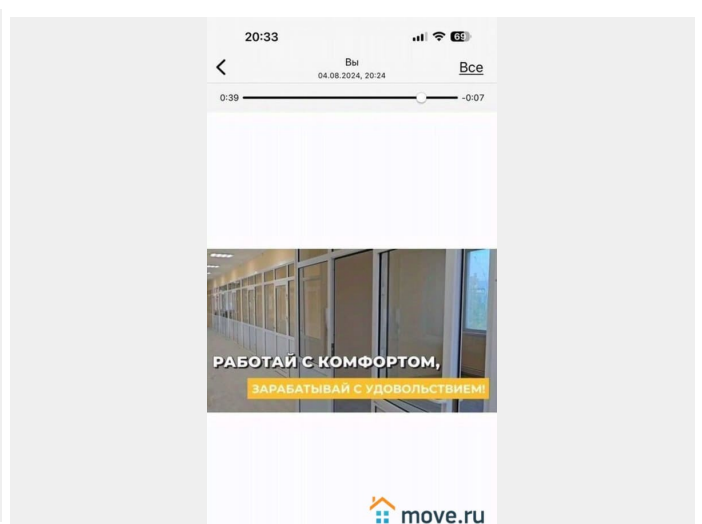 20:33
69
Вы
Все
04.08.2024, 20:24
0:39
-0:07
РАБОТАЙ С КОМФОРТОМ,
ЗАРАБАТЫВАЙ С УДОВОЛЬСТВИЕМ!
move.ru